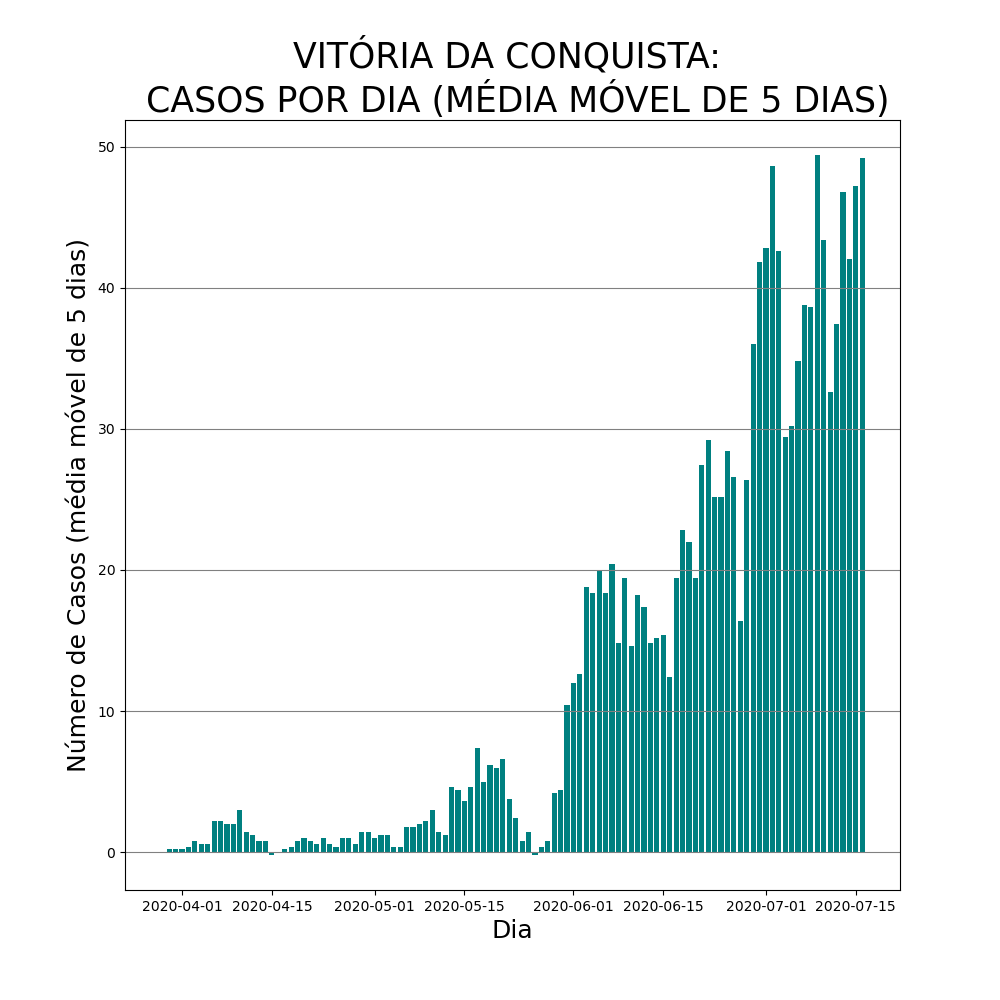 VITÓRIA DA CONQUISTA:
CASOS POR DIA (MÉDIA MÓVEL DE 5 DIAS)
Número de Casos (média móvel de 5 dias)
50
40
30
20
10
0
2020-04-01 2020-04-15 2020-05-01 2020-05-15 2020-06-01 2020-06-15 2020-07-01 2020-07-15
Dia